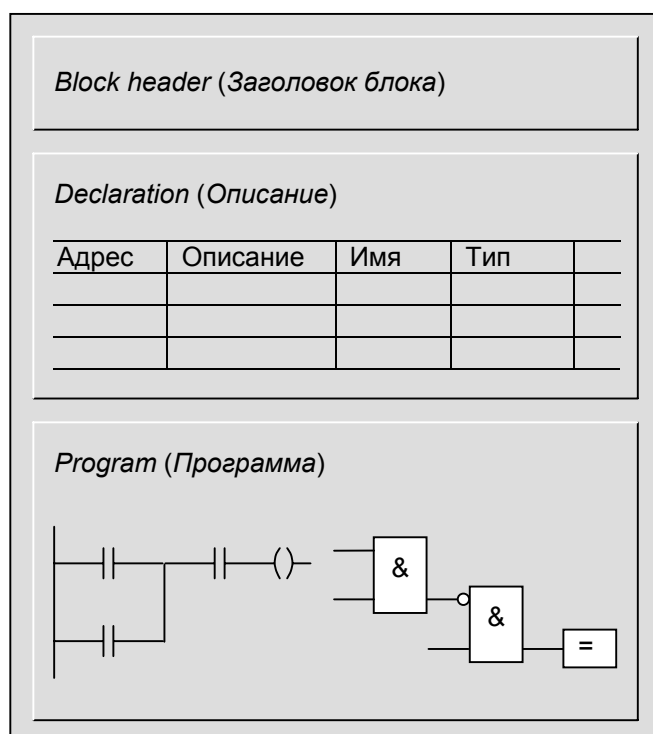 Block header (Заголовок блока)
Declaration (Описание)
Адрес Описание Имя Тип
Program (Программа)
&
&
=